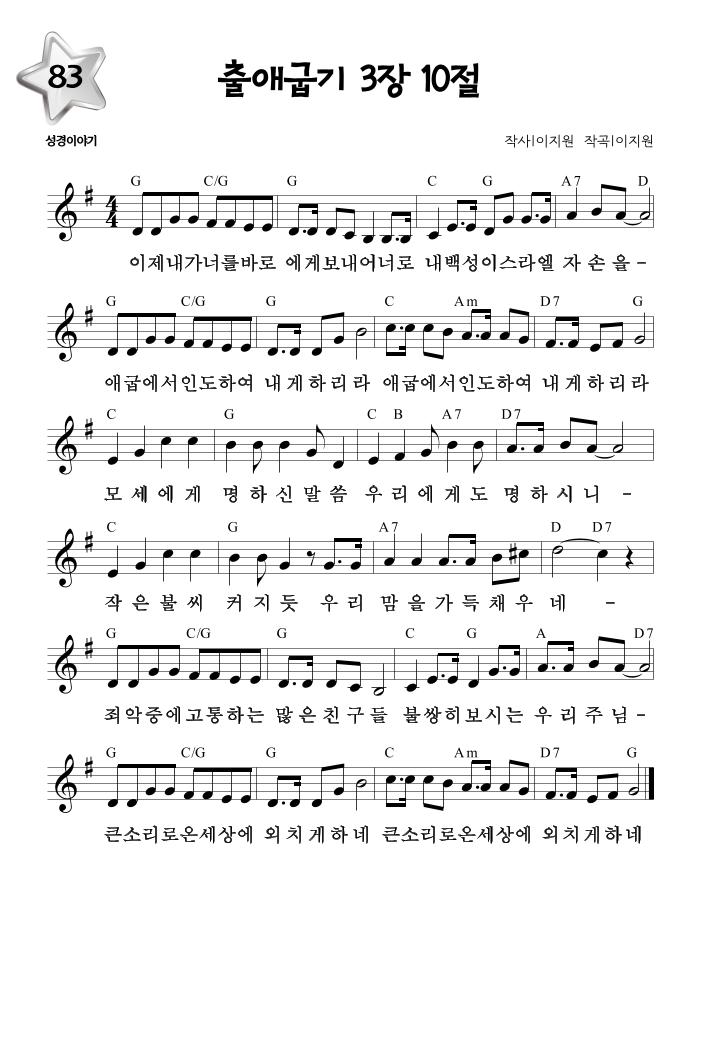 83
출애굽기 3장 10절
성경이야기
작사|이지원 작곡|이지원
G C/G G C G A7 D
4 4
이제내가너를바로 에게보내어너로 내백성이스라엘 자 손 을 -
G C/G G C Am D7 G
애굽에서인도하여 내게하리라 애굽에서인도하여 내게하리라
C G C B A7 D7
모 세 에 게 명 하 신 말 씀 우 리 에 게 도 명 하 시 니 -
C G A7 D D7
작 은 불 씨 커 지 듯 우 리 맘 을 가 득 채 우 네 -
G C/G G C G A D7
죄악중에고통하는 많은친구들 불쌍히보시는 우리주님 -
G C/G G C Am D7 G
큰소리로온세상에 외치게하네 큰소리로온세상에 외치게하네